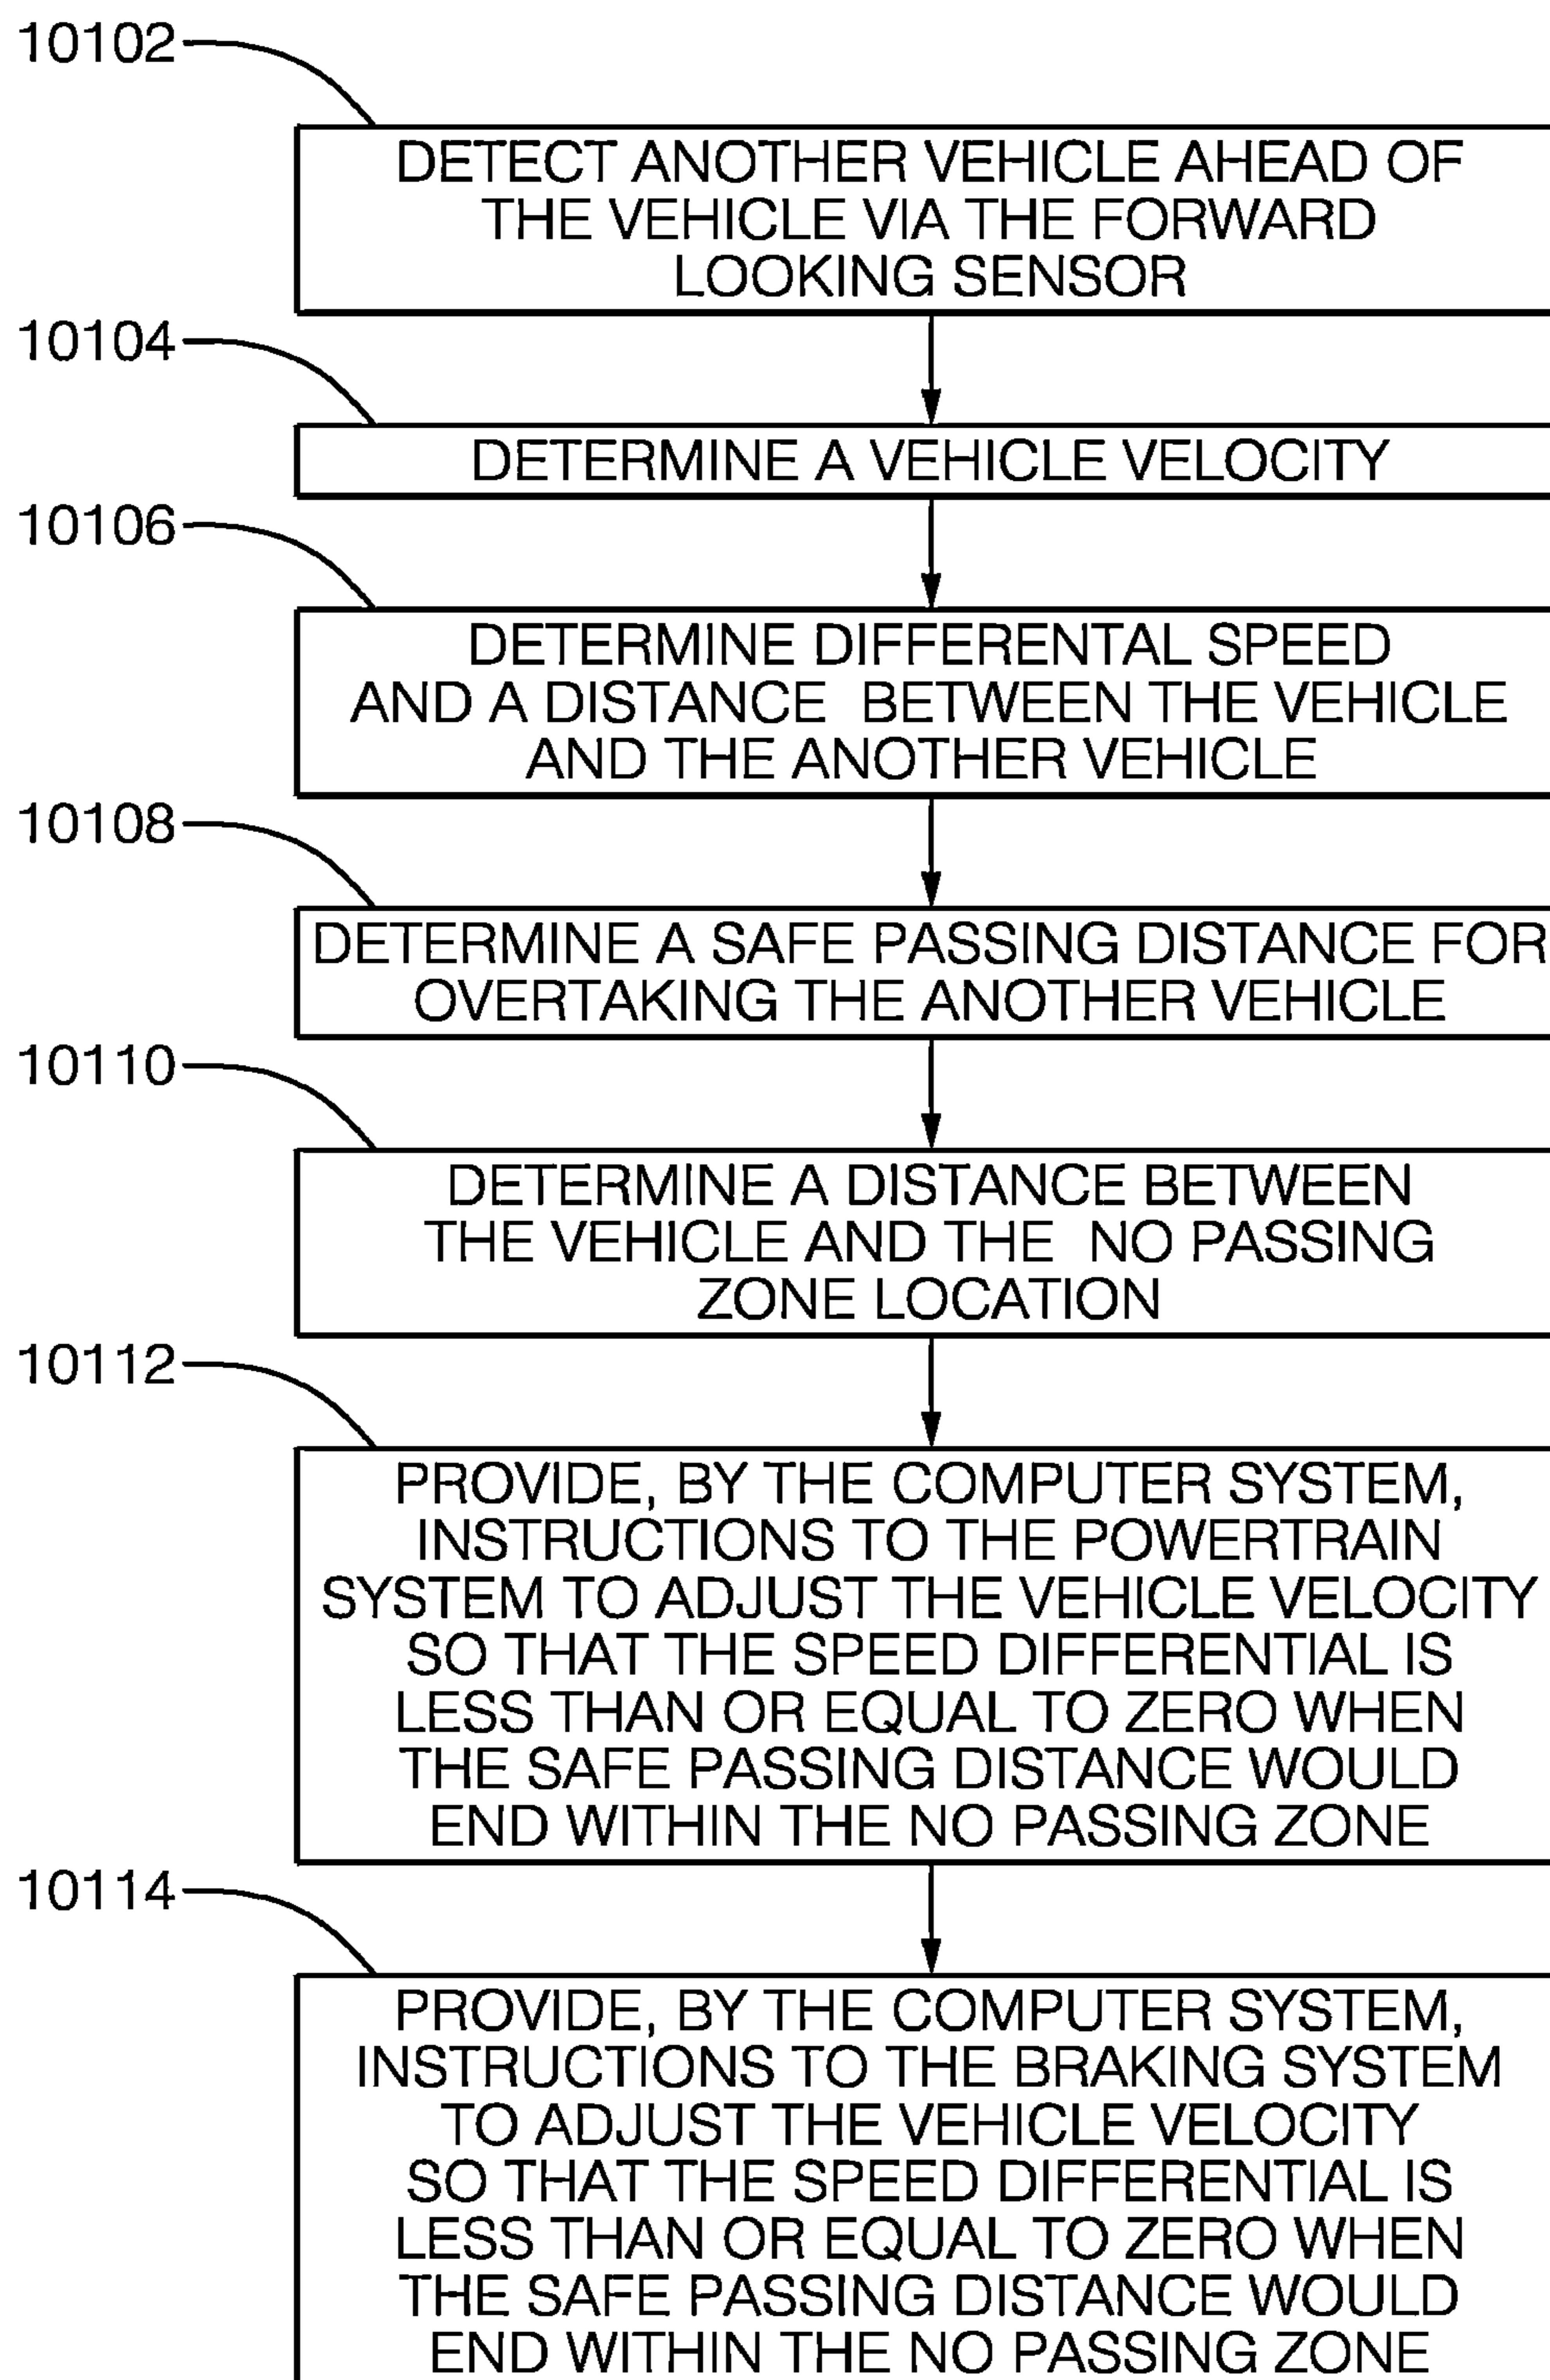 10102
DETECT ANOTHER VEHICLE AHEAD OF
THE VEHICLE VIA THE FORWARD
LOOKING SENSOR
10104
DETERMINE A VEHICLE VELOCITY
10106
DETERMINE DIFFERENTAL SPEED
AND A DISTANCE BETWEEN THE VEHICLE
AND THE ANOTHER VEHICLE
10108
DETERMINE A SAFE PASSING DISTANCE FOR
OVERTAKING THE ANOTHER VEHICLE
10110
DETERMINE A DISTANCE BETWEEN
THE VEHICLE AND THE NO PASSING
ZONE LOCATION
10112
PROVIDE, BY THE COMPUTER SYSTEM,
INSTRUCTIONS TO THE POWERTRAIN
SYSTEM TO ADJUST THE VEHICLE VELOCITY
SO THAT THE SPEED DIFFERENTIAL IS
LESS THAN OR EQUAL TO ZERO WHEN
THE SAFE PASSING DISTANCE WOULD
END WITHIN THE NO PASSING ZONE
10114
PROVIDE, BY THE COMPUTER SYSTEM,
INSTRUCTIONS TO THE BRAKING SYSTEM
TO ADJUST THE VEHICLE VELOCITY
SO THAT THE SPEED DIFFERENTIAL IS
LESS THAN OR EQUAL TO ZERO WHEN
THE SAFE PASSING DISTANCE WOULD
END WITHIN THE NO PASSING ZONE